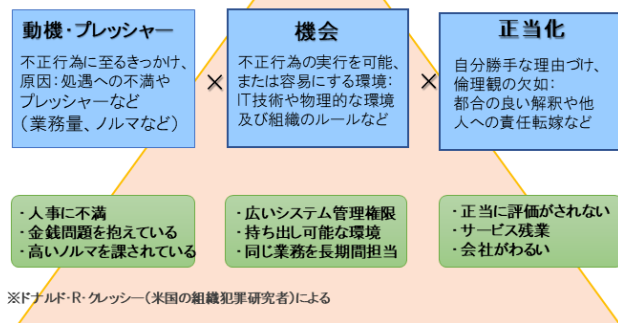 動機・プレッシャー
不正行為に至るきっかけ、
原因:処遇への不満や
プレッシャーなど
(業務量、ノルマなど)
×
機会
不正行為の実行を可能、
または容易にする環境:
IT技術や物理的な環境
及び組織のルールなど
×
正当化
自分勝手な理由づけ、
倫理観の欠如:
都合の良い解釈や他
人への責任転嫁など
・人事に不満
・金銭問題を抱えている
・高いノルマを課されている
・広いシステム管理権限
・持ち出し可能な環境
・同じ業務を長期間担当
・正当に評価がされない
・サービス残業
・会社がわるい
※ドナルド・R・クレッシー(米国の組織犯罪研究者)による